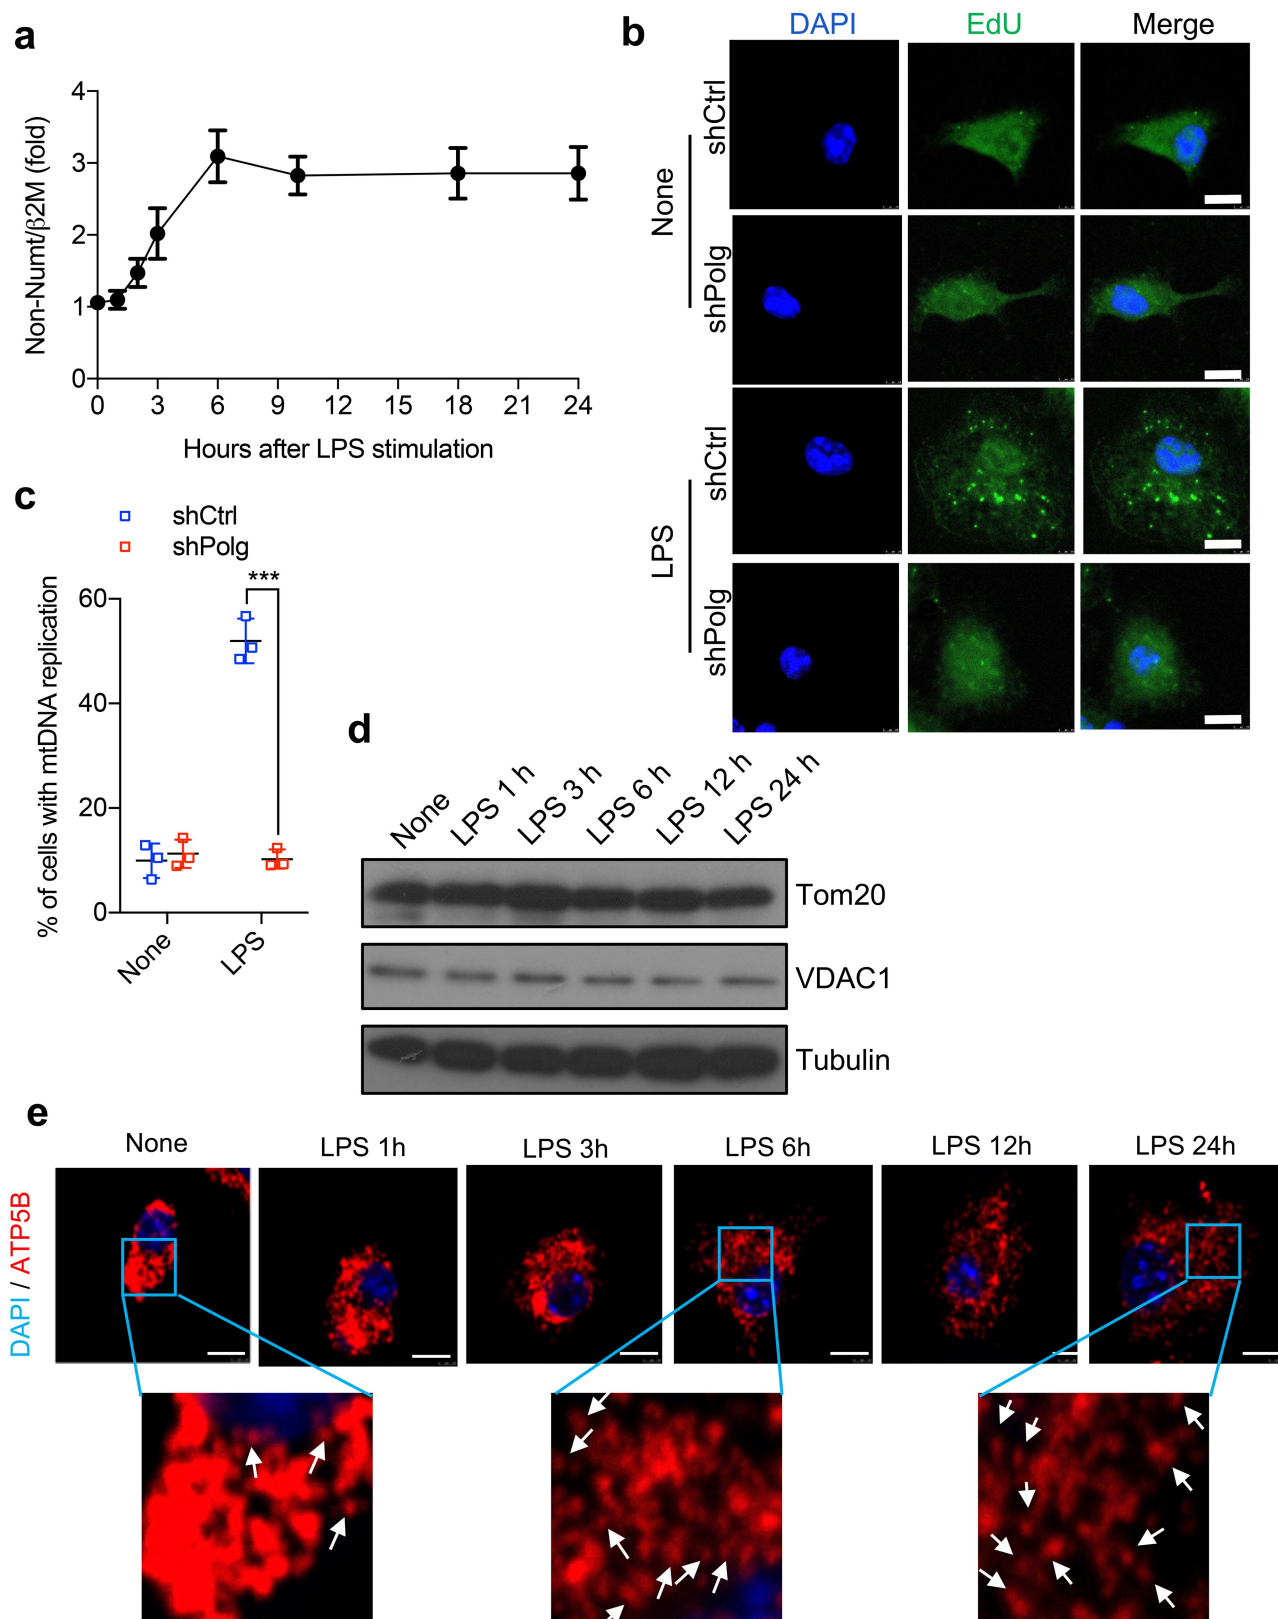 a
4
3
2
1
0
Non-Numt/β2M (fold)
0 3 6 9 12 15 18 21 24
Hours after LPS stimulation
b
DAPI EdU Merge
None
shCtrl
shPolg
LPS
shCtrl
shPolg
c
shCtrl
shPolg
***
60
40
20
0
% of cells with mtDNA replication
None LPS
d
None LPS 1 h LPS 3 h LPS 6 h LPS 12 h LPS 24 h
Tom20
VDAC1
Tubulin
e
None LPS 1h LPS 3h LPS 6h LPS 12h LPS 24h
DAPI / ATP5B